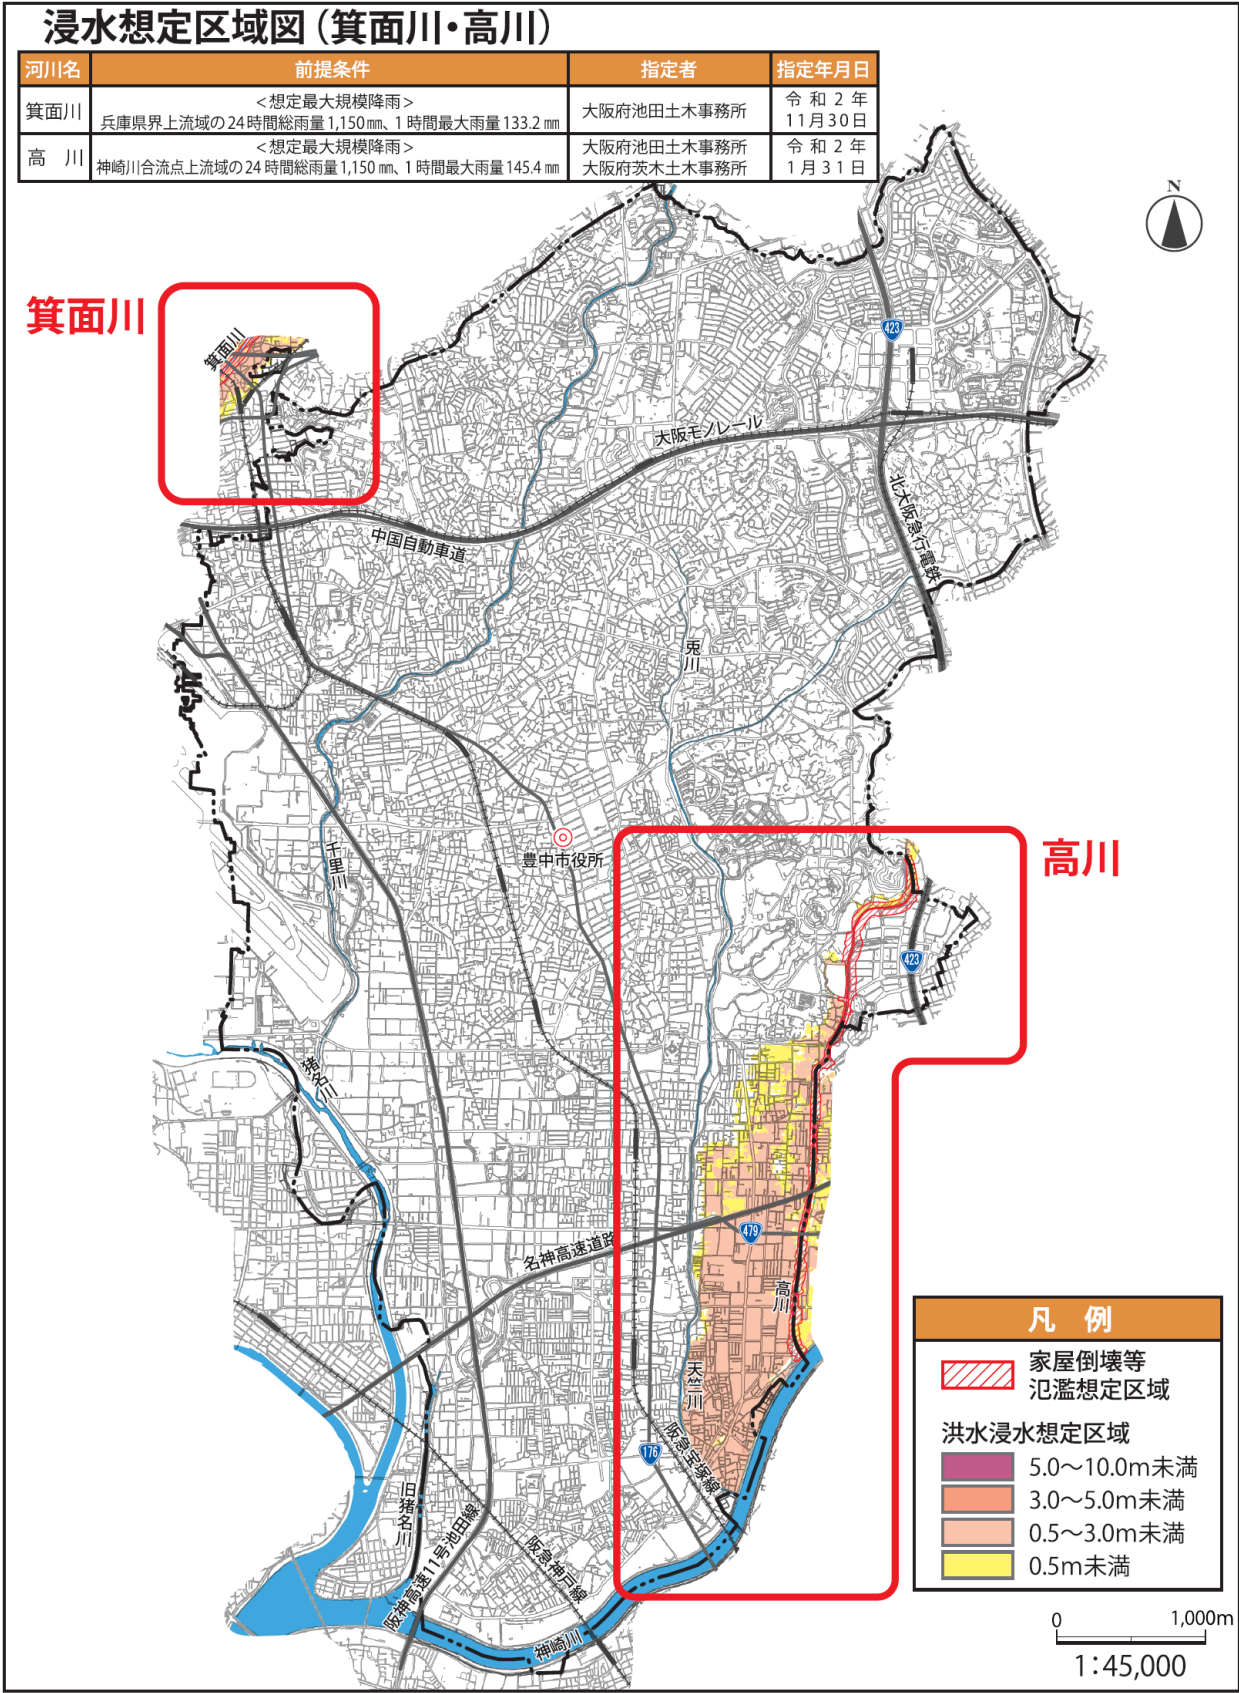 浸水想定区域図（箕面川・高川）
河川名 前提条件 指定者 指定年月日
箕面川 ＜想定最大規模降雨＞ 大阪府池田土木事務所 令和2年
兵庫県界上流域の24時間総雨量1,150㎜、1時間最大雨量133.2㎜ 11月30日
高川 ＜想定最大規模降雨＞ 大阪府池田土木事務所 令和2年
神崎川合流点上流域の24時間総雨量1,150㎜、1時間最大雨量145.4㎜ 大阪府茨木土木事務所 1月31日
N
箕面川
箕面川
423
大阪モノレール
北大阪急行電鉄
中国自動車道
兎川
豊中市役所
高川
千里川
423
猪名川
479
名神高速道路
高川
天竺川
176
阪急宝塚線
旧猪名川
阪神高速11号池田線
阪急神戸線
神崎川
凡例
家屋倒壊等
氾濫想定区域
洪水浸水想定区域
5.0～10.0m未満
3.0～5.0m未満
0.5～3.0m未満
0.5m未満
0 1,000m
1：45,000